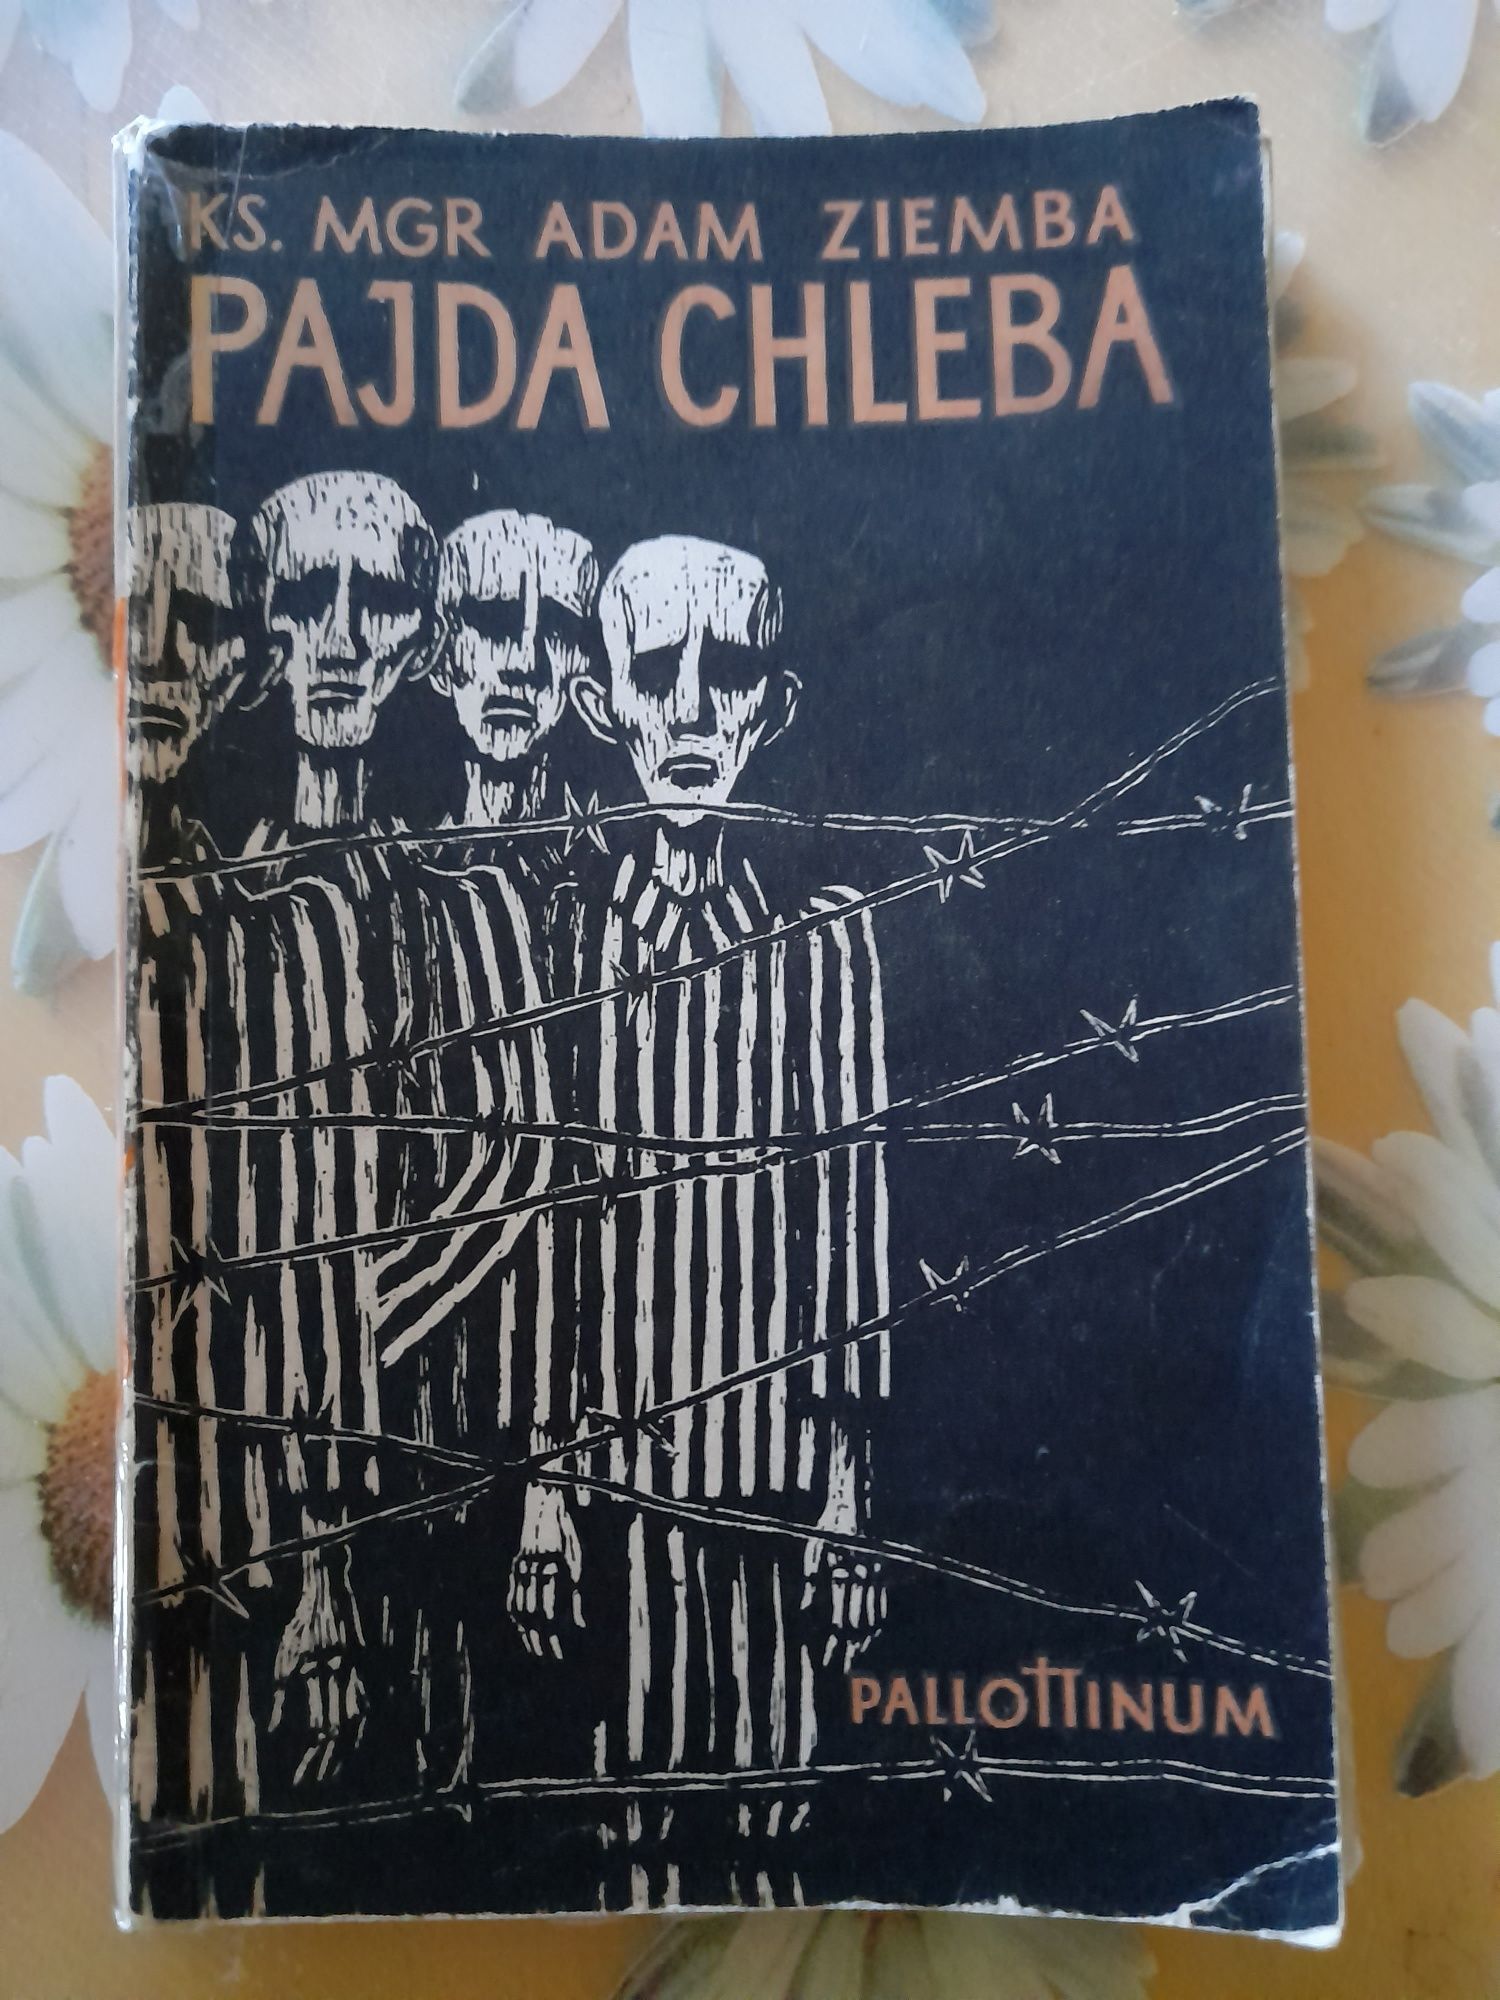 KS. MGR ADAM ZIEMBA
PAJDA CHLEBA
PALLOTTINUM